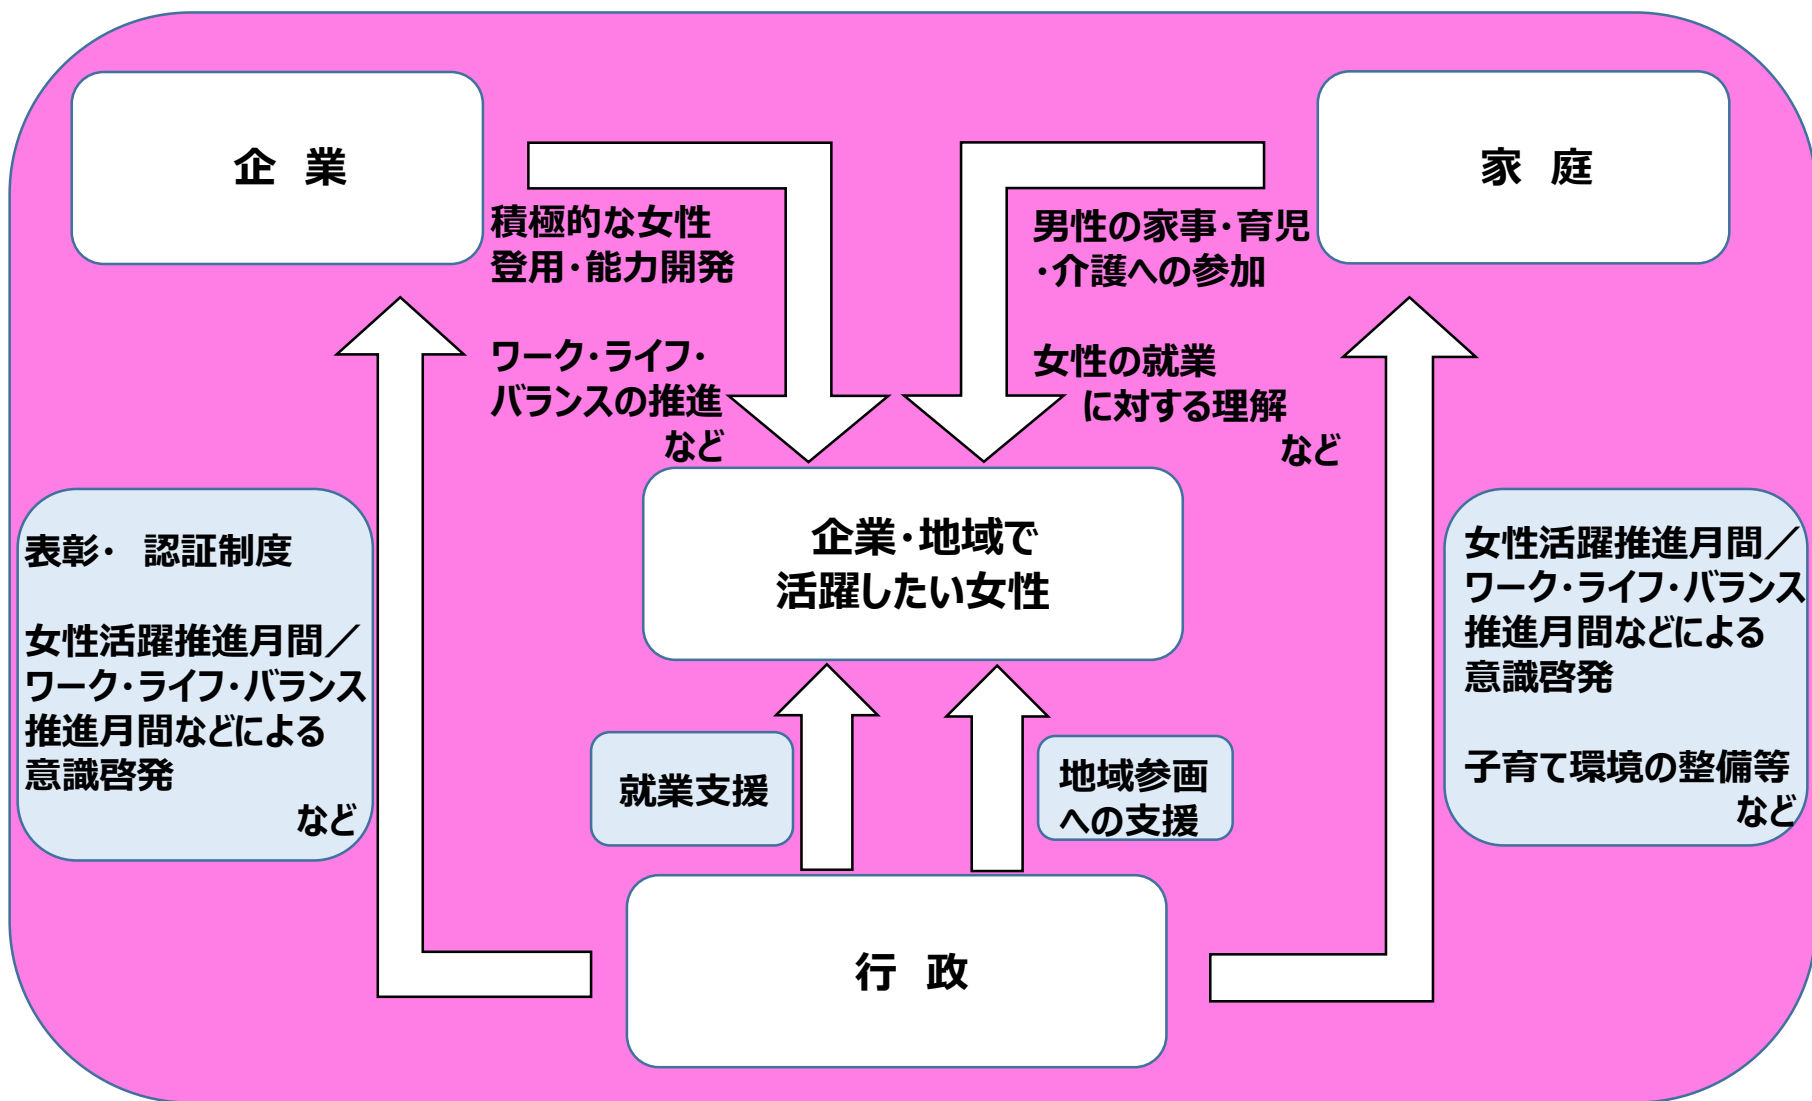 企　業
家　庭
積極的な女性
登用・能力開発
ワーク・ライフ・
バランスの推進
など
男性の家事・育児
・介護への参加
女性の就業
に対する理解
など
企業・地域で
活躍したい女性
表彰・　認証制度
女性活躍推進月間／
ワーク・ライフ・バランス
推進月間などによる
意識啓発
など
就業支援
地域参画
への支援
女性活躍推進月間／
ワーク・ライフ・バランス
推進月間などによる
意識啓発
子育て環境の整備等
など
行　政